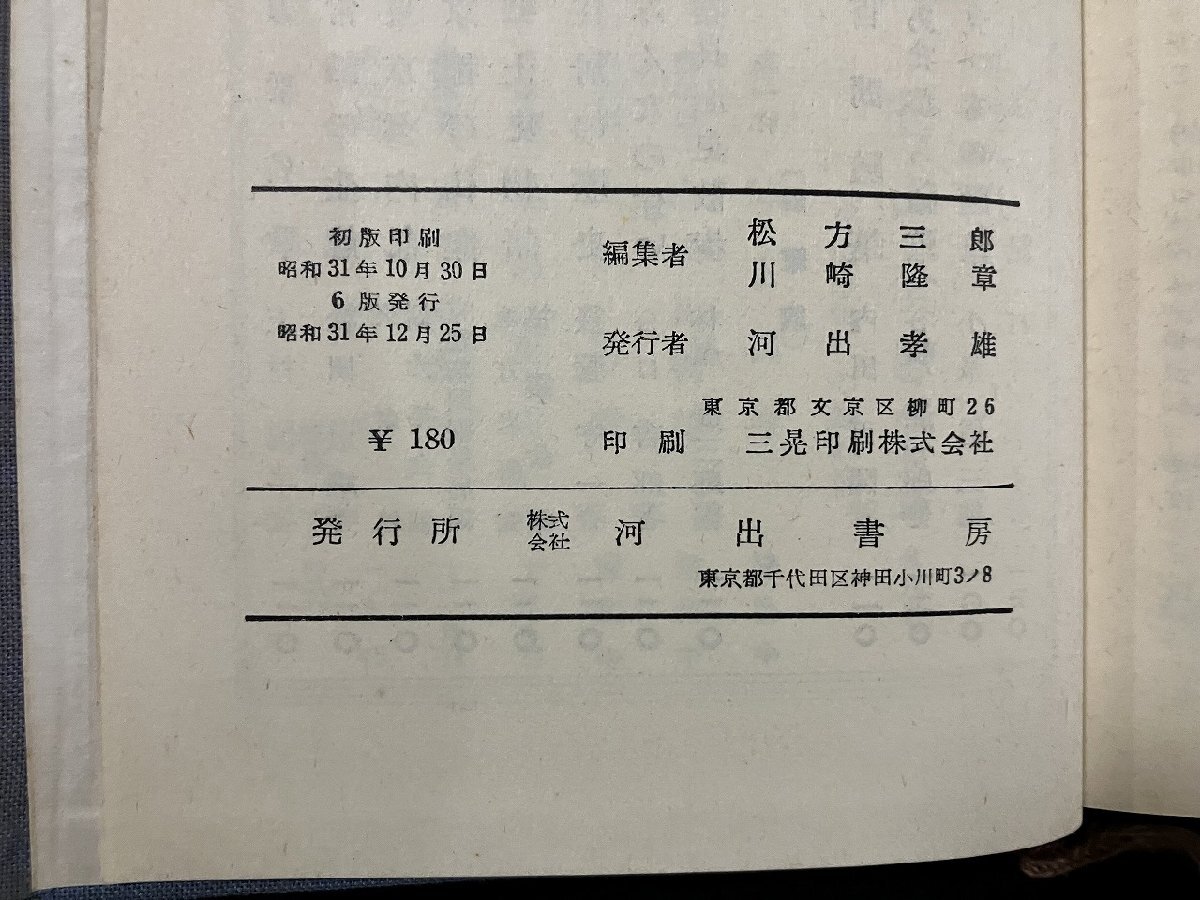 初版印刷
昭和31年10月30日
6版発行
昭和31年12月25日
¥ 180
編集者 松方三郎
川崎隆章
発行者 河出孝雄
東京都文京区柳町26
印刷 三晃印刷株式会社
発行所 株式会社 河出書房
東京都千代田区神田小川町3ノ8